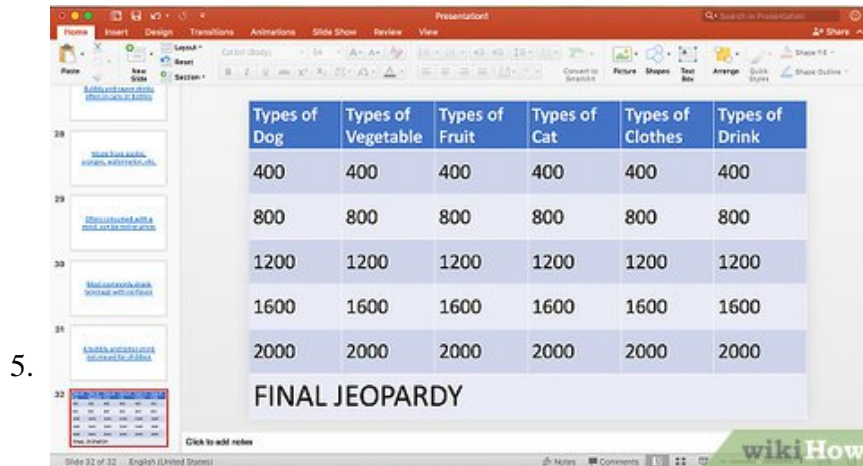 Presentation1
Search in Presentation
Home Insert Design Transitions Animations Slide Show Review View
Share
Paste
New Slide
Layout
Reset
Section
Convert to SmartArt
Picture Shapes Text Box
Arrange Quick Styles
Shape Fill
Shape Outline
28
29
30
31
32
Types of Dog Types of Vegetable Types of Fruit Types of Cat Types of Clothes Types of Drink
400 400 400 400 400 400
800 800 800 800 800 800
1200 1200 1200 1200 1200 1200
1600 1600 1600 1600 1600 1600
2000 2000 2000 2000 2000 2000
FINAL JEOPARDY
5.
Click to add notes
Slide 32 of 32 English (United States)
Notes Comments
wikiHow